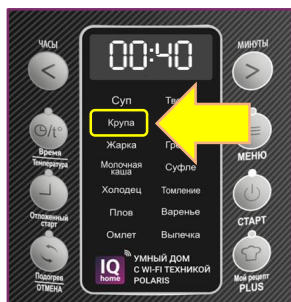 ЧАСЫ
00:40
МИНУТЫ
Суп
Крупа
Жарка
Молочная
каша
Суфле
Холодец
Томление
Плов
Варенье
Омлет
Выпечка
t°
Время
Температура
МЕНЮ
Отложенный
старт
СТАРТ
Подогрев
ОТМЕНА
Мой рецепт
PLUS
IQ
home
УМНЫЙ ДОМ
С WI-FI ТЕХНИКОЙ
POLARIS